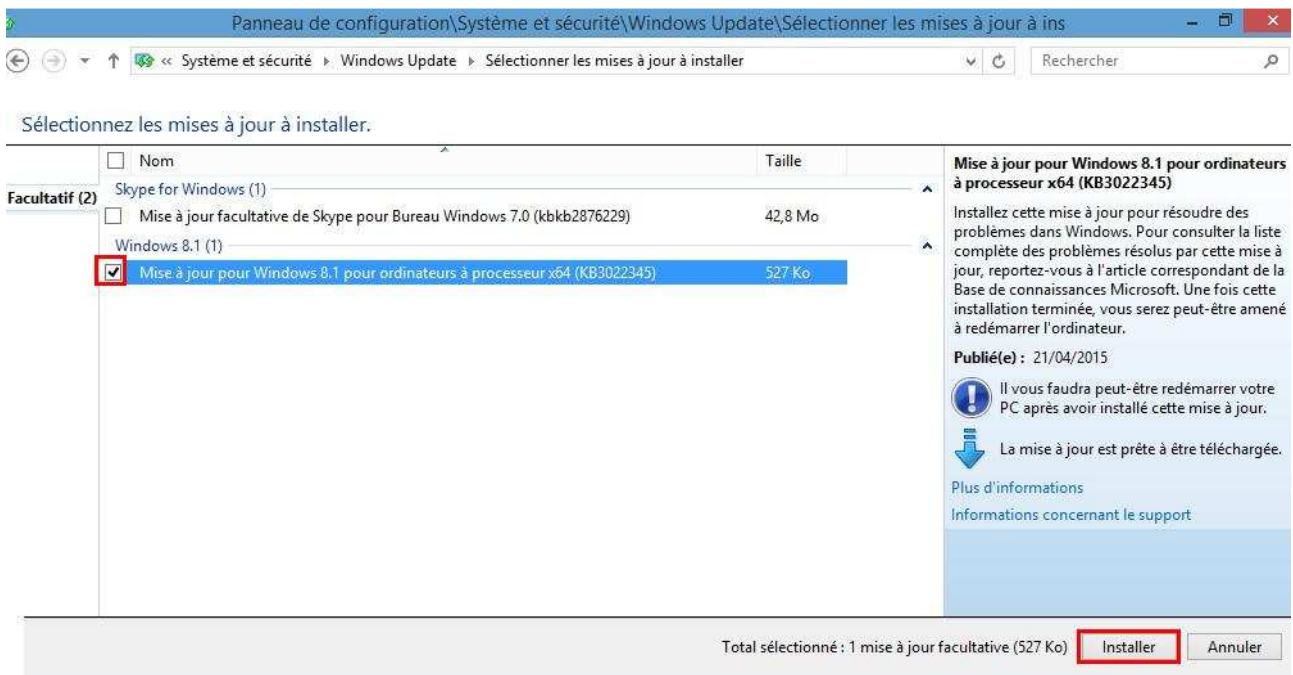 Panneau de configuration\Système et sécurité\Windows Update\Sélectionner les mises à jour à ins
« Système et sécurité Windows Update Sélectionner les mises à jour à installer
Rechercher
Sélectionnez les mises à jour à installer.
Nom Taille
Facultatif (2)
Skype for Windows (1)
Mise à jour facultative de Skype pour Bureau Windows 7.0 (kbkb2876229) 42,8 Mo
Windows 8.1 (1)
Mise à jour pour Windows 8.1 pour ordinateurs à processeur x64 (KB3022345) 527 Ko
Mise à jour pour Windows 8.1 pour ordinateurs
à processeur x64 (KB3022345)
Installez cette mise à jour pour résoudre des
problèmes dans Windows. Pour consulter la liste
complète des problèmes résolus par cette mise à
jour, reportez-vous à l'article correspondant de la
Base de connaissances Microsoft. Une fois cette
installation terminée, vous serez peut-être amené
à redémarrer l'ordinateur.
Publié(e) : 21/04/2015
Il vous faudra peut-être redémarrer votre
PC après avoir installé cette mise à jour.
La mise à jour est prête à être téléchargée.
Plus d'informations
Informations concernant le support
Total sélectionné : 1 mise à jour facultative (527 Ko) Installer Annuler